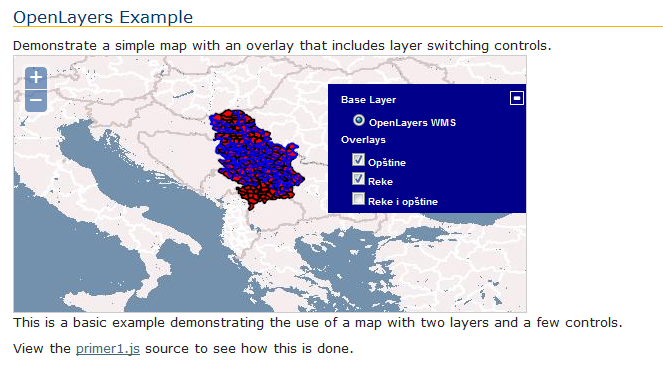 OpenLayers Example
Demonstrate a simple map with an overlay that includes layer switching controls.
+
−
Base Layer
OpenLayers WMS
Overlays
Opštine
Reke
Reke i opštine
This is a basic example demonstrating the use of a map with two layers and a few controls.
View the primer1.js source to see how this is done.